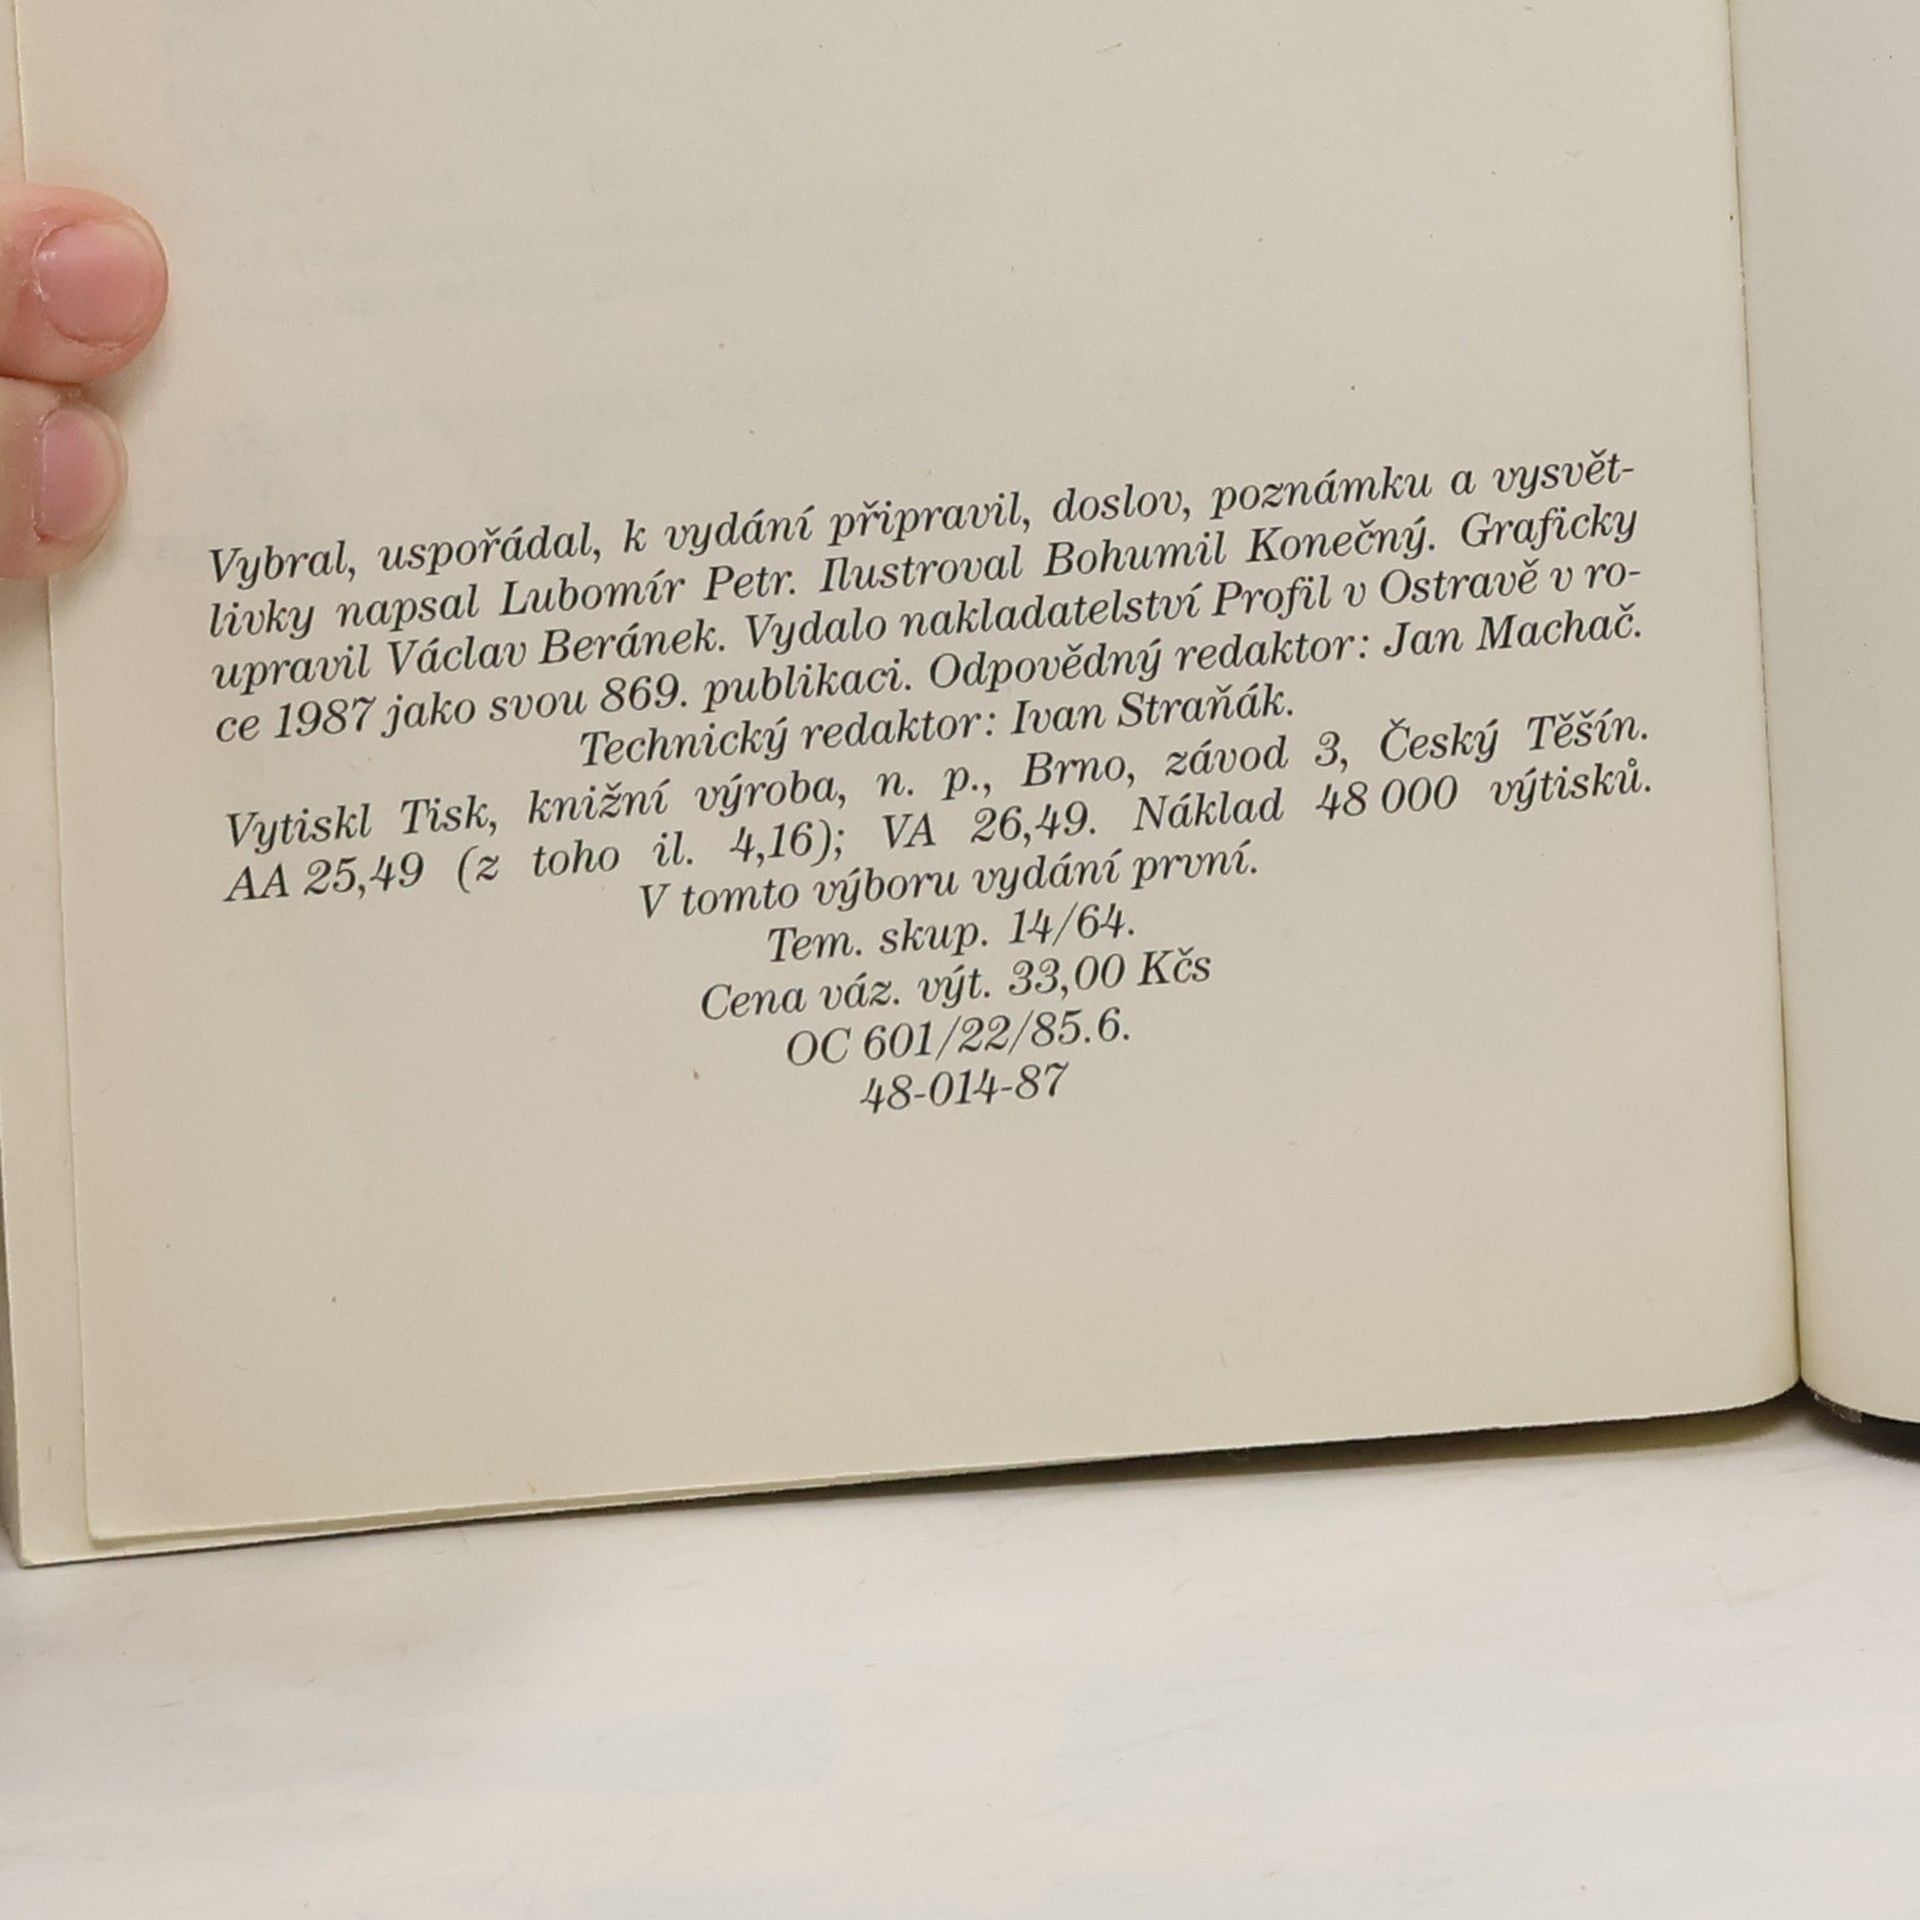 Vybral, uspořádal, k vydání připravil, doslov, poznámku a vysvět-
livky napsal Lubomír Petr. Ilustroval Bohumil Konečný. Graficky
upravil Václav Beránek. Vydalo nakladatelství Profil v Ostravě v ro-
ce 1987 jako svou 869. publikaci. Odpovědný redaktor: Jan Machač.
Technický redaktor: Ivan Straňák.
Vytiskl Tisk, knižní výroba, n. p., Brno, závod 3, Český Těšín.
AA 25,49 (z toho il. 4,16); VA 26,49. Náklad 48 000 výtisků.
V tomto výboru vydání první.
Tem. skup. 14/64.
Cena váz. výt. 33,00 Kčs
OC 601/22/85.6.
48-014-87